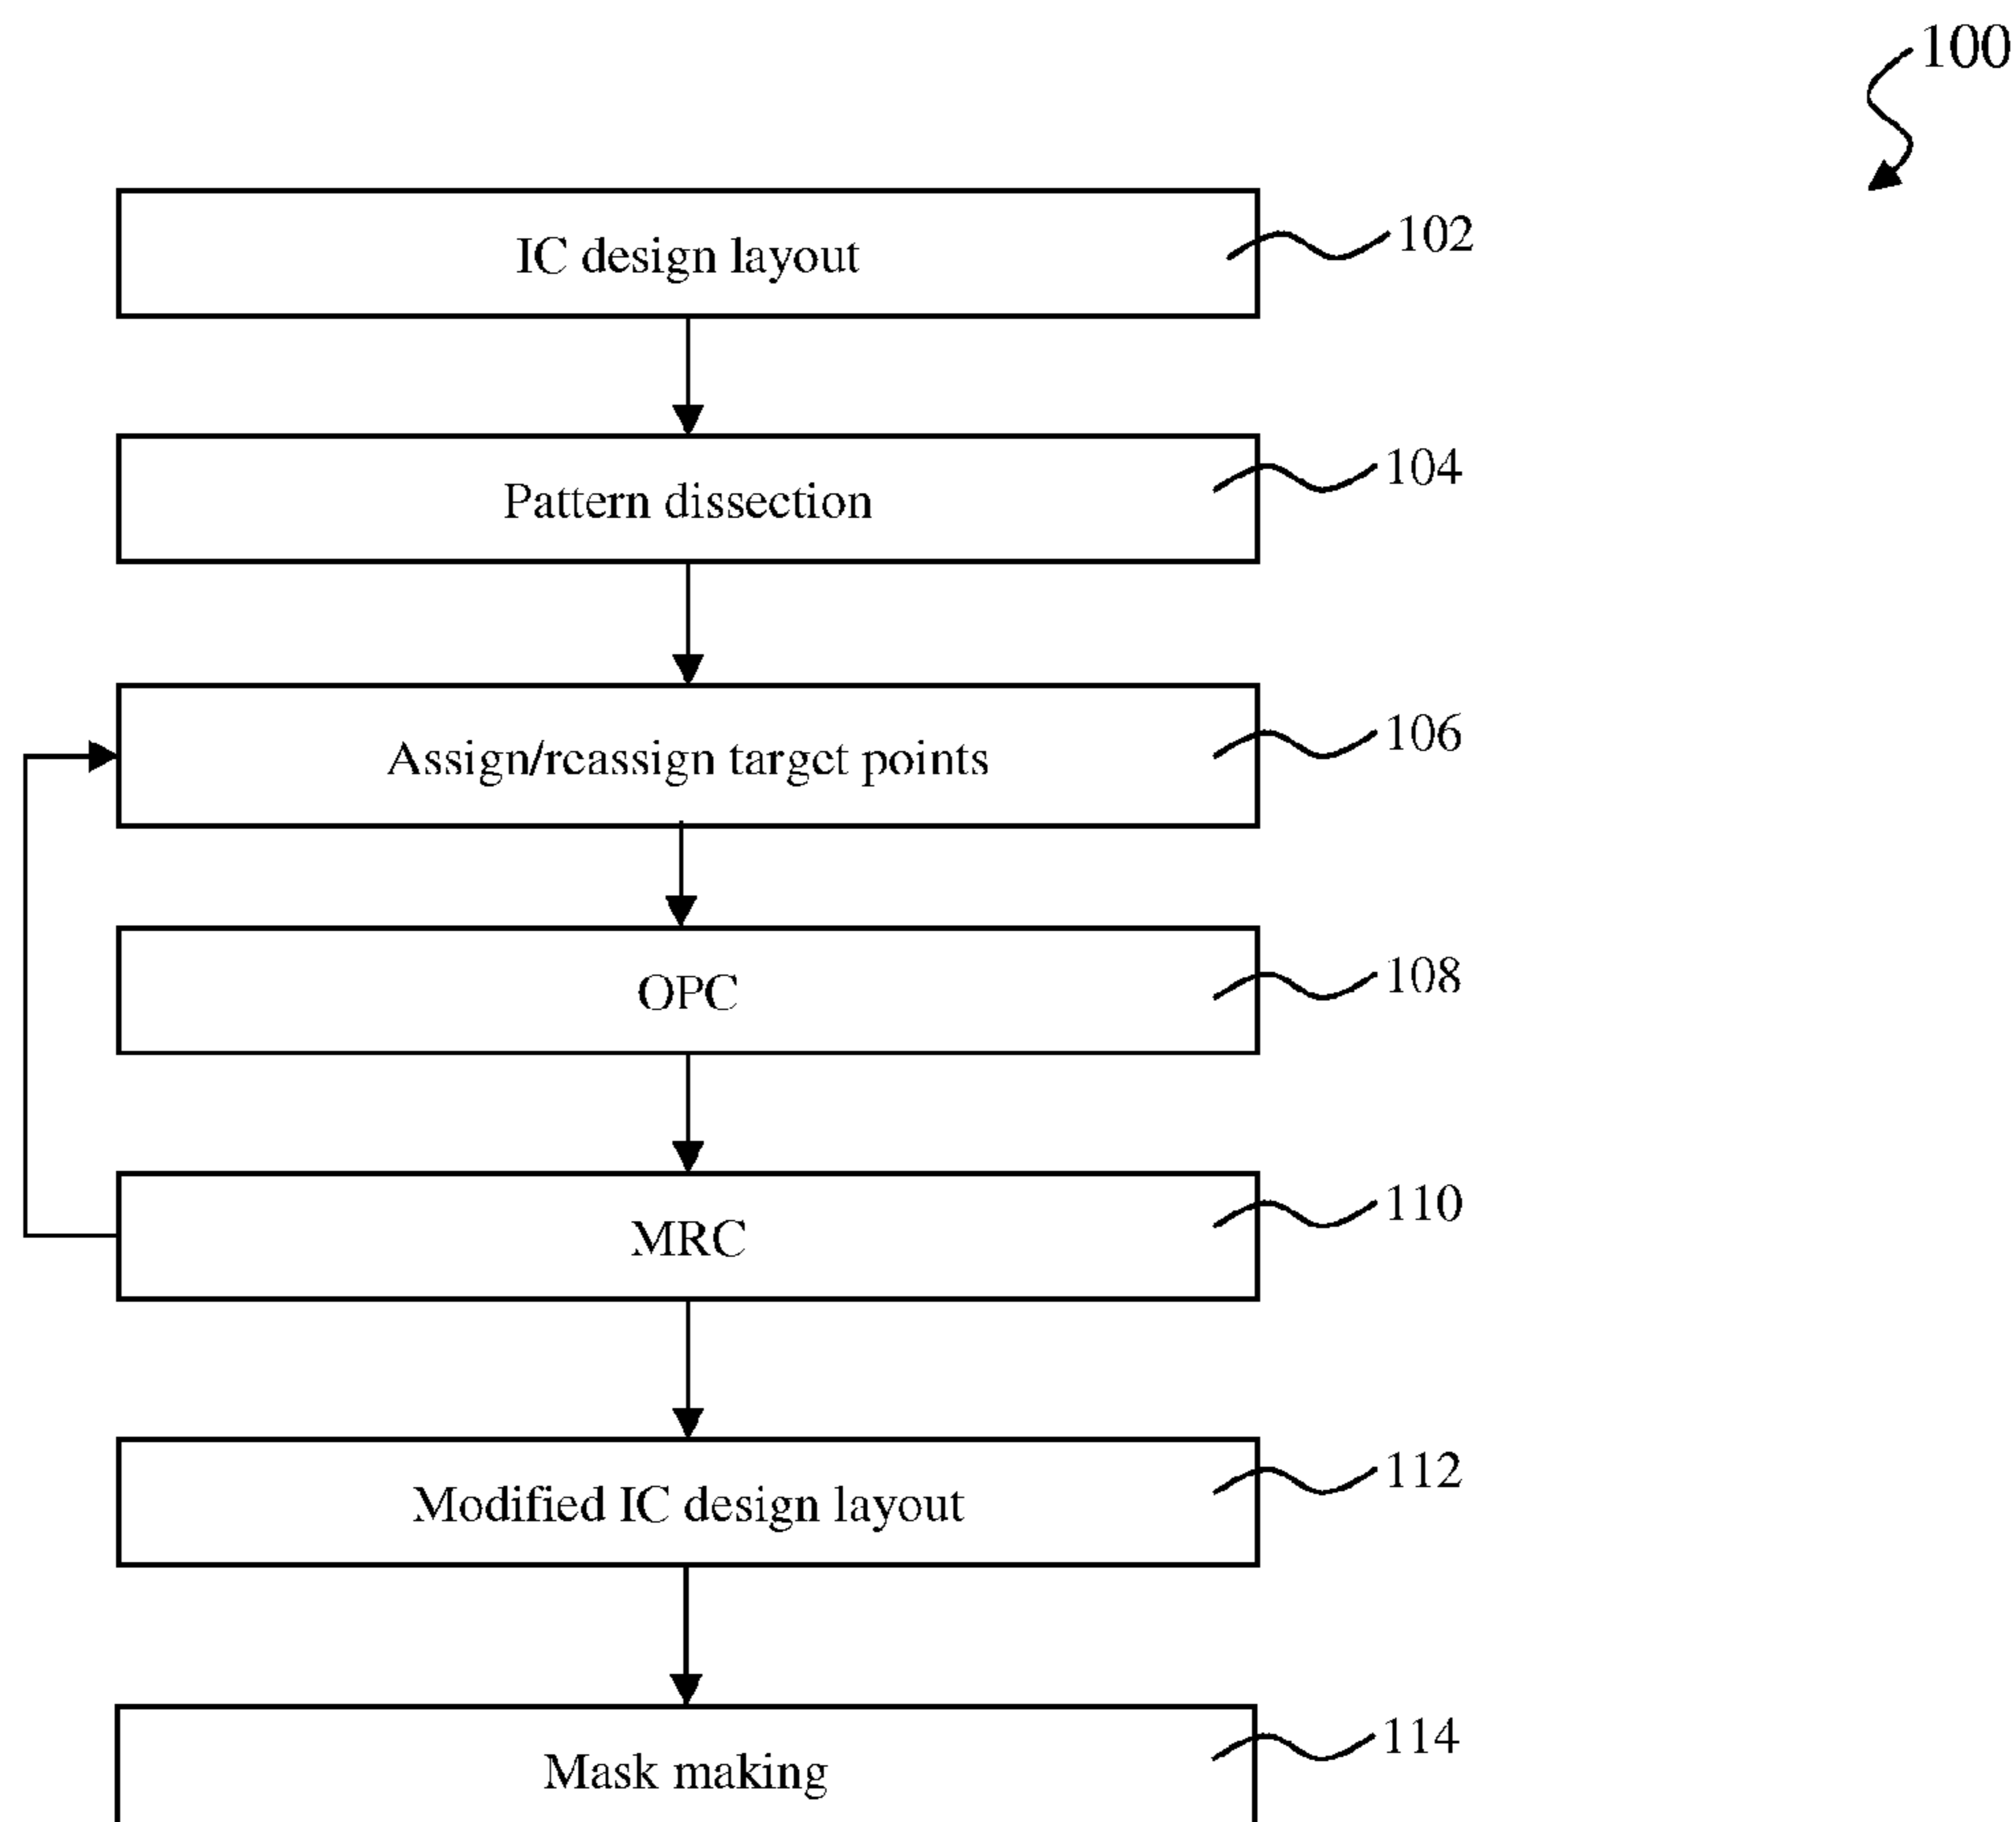 100
IC design layout 102
Pattern dissection 104
Assign/reassign target points 106
OPC 108
MRC 110
Modified IC design layout 112
Mask making 114